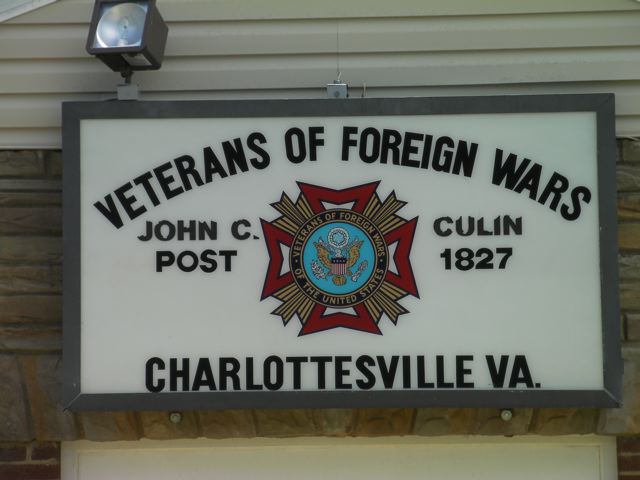 VETERANS OF FOREIGN WARS
JOHN C. CULIN
POST 1827
VETERANS OF FOREIGN WARS
OF THE UNITED STATES
CHARLOTTESVILLE VA.